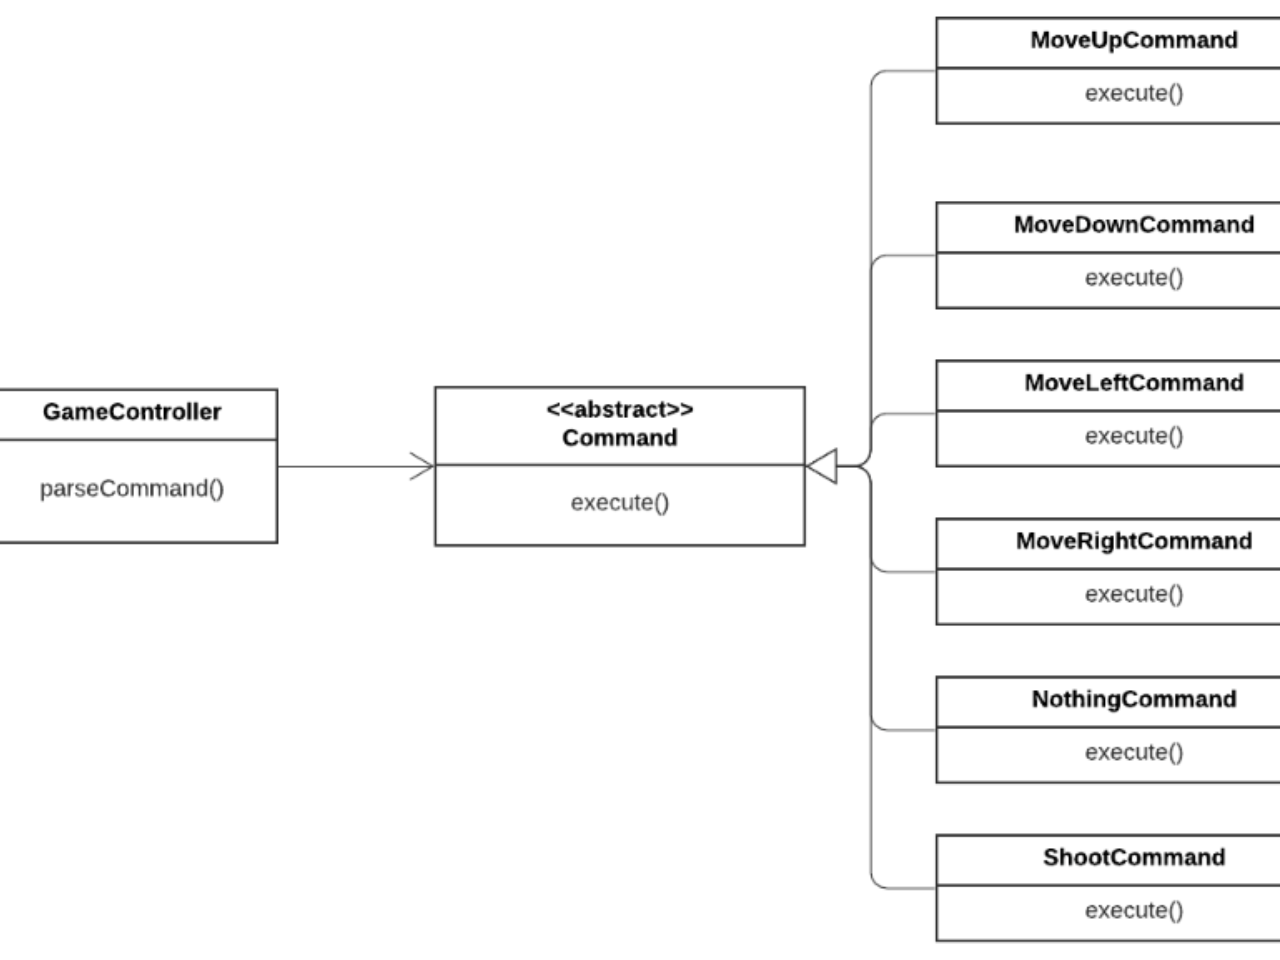 GameController
parseCommand()
<<abstract>>
Command
execute()
MoveUpCommand
execute()
MoveDownCommand
execute()
MoveLeftCommand
execute()
MoveRightCommand
execute()
NothingCommand
execute()
ShootCommand
execute()